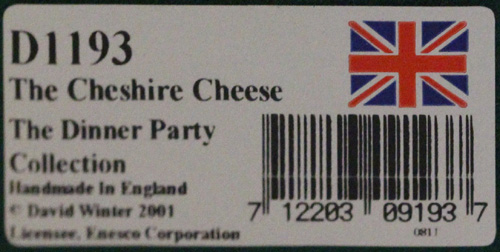 D1193
The Cheshire Cheese
The Dinner Party
Collection
Handmade In England
© David Winter 2001
Licensee, Enesco Corporation
7 12203 09193 7
0811